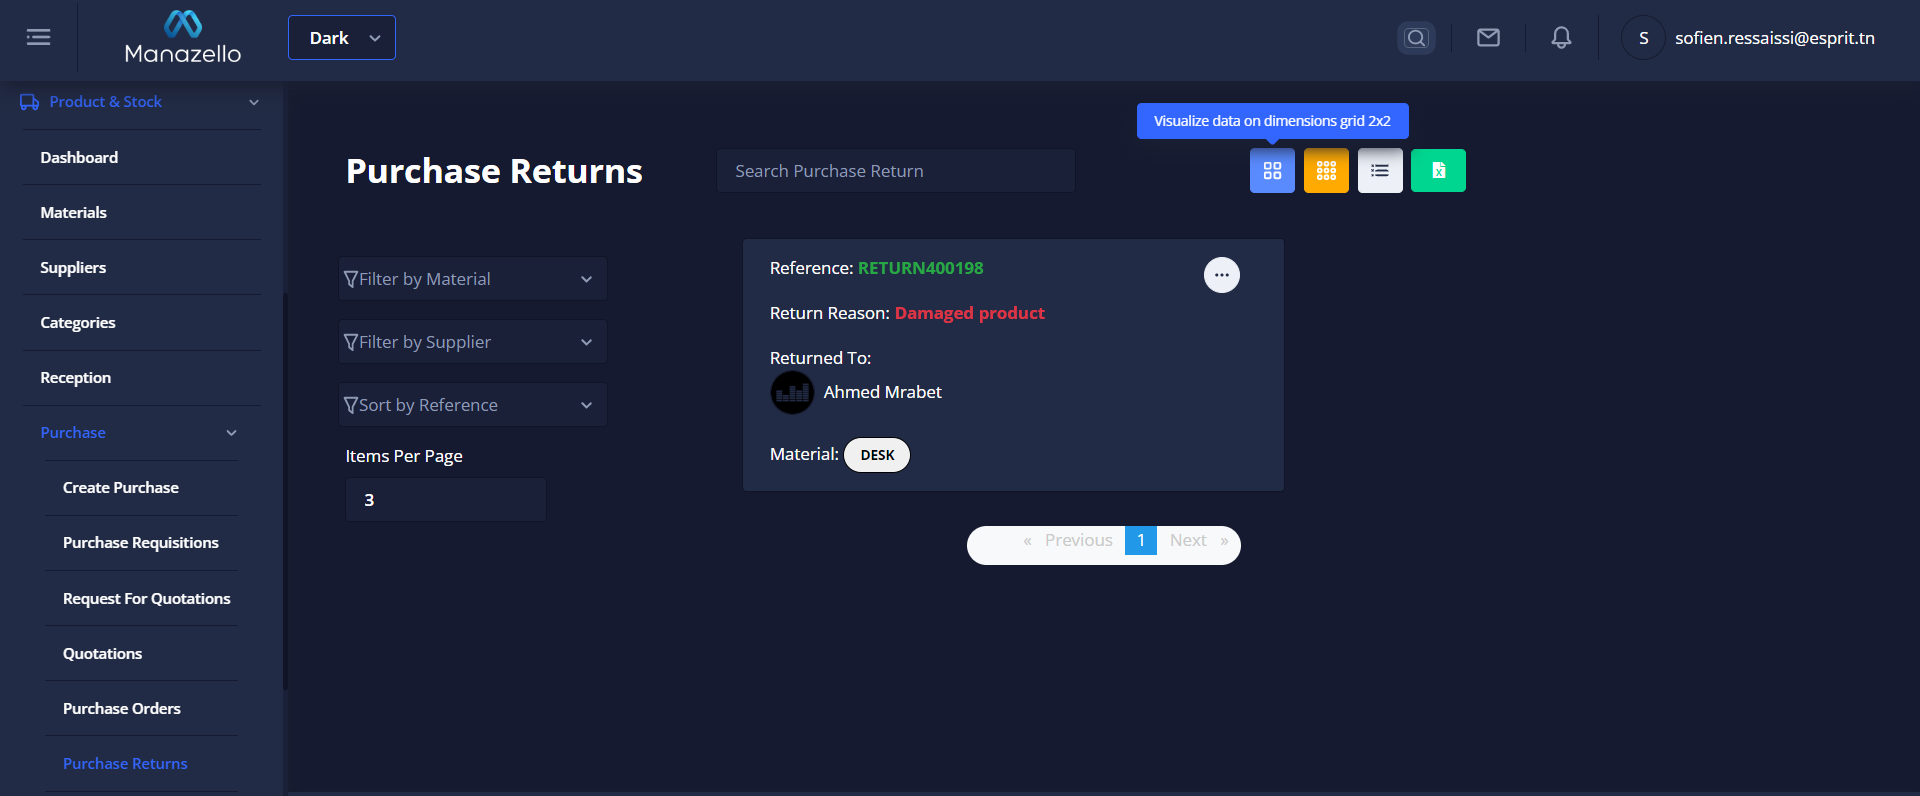 Manazello
Dark
S
sofien.ressaissi@esprit.tn
Product & Stock
Dashboard
Materials
Suppliers
Categories
Reception
Purchase
Create Purchase
Purchase Requisitions
Request For Quotations
Quotations
Purchase Orders
Purchase Returns
Visualize data on dimensions grid 2x2
Purchase Returns
Search Purchase Return
Filter by Material
Filter by Supplier
Sort by Reference
Items Per Page
3
Reference: RETURN400198
Return Reason: Damaged product
Returned To:
Ahmed Mrabet
Material: DESK
« Previous 1 Next »